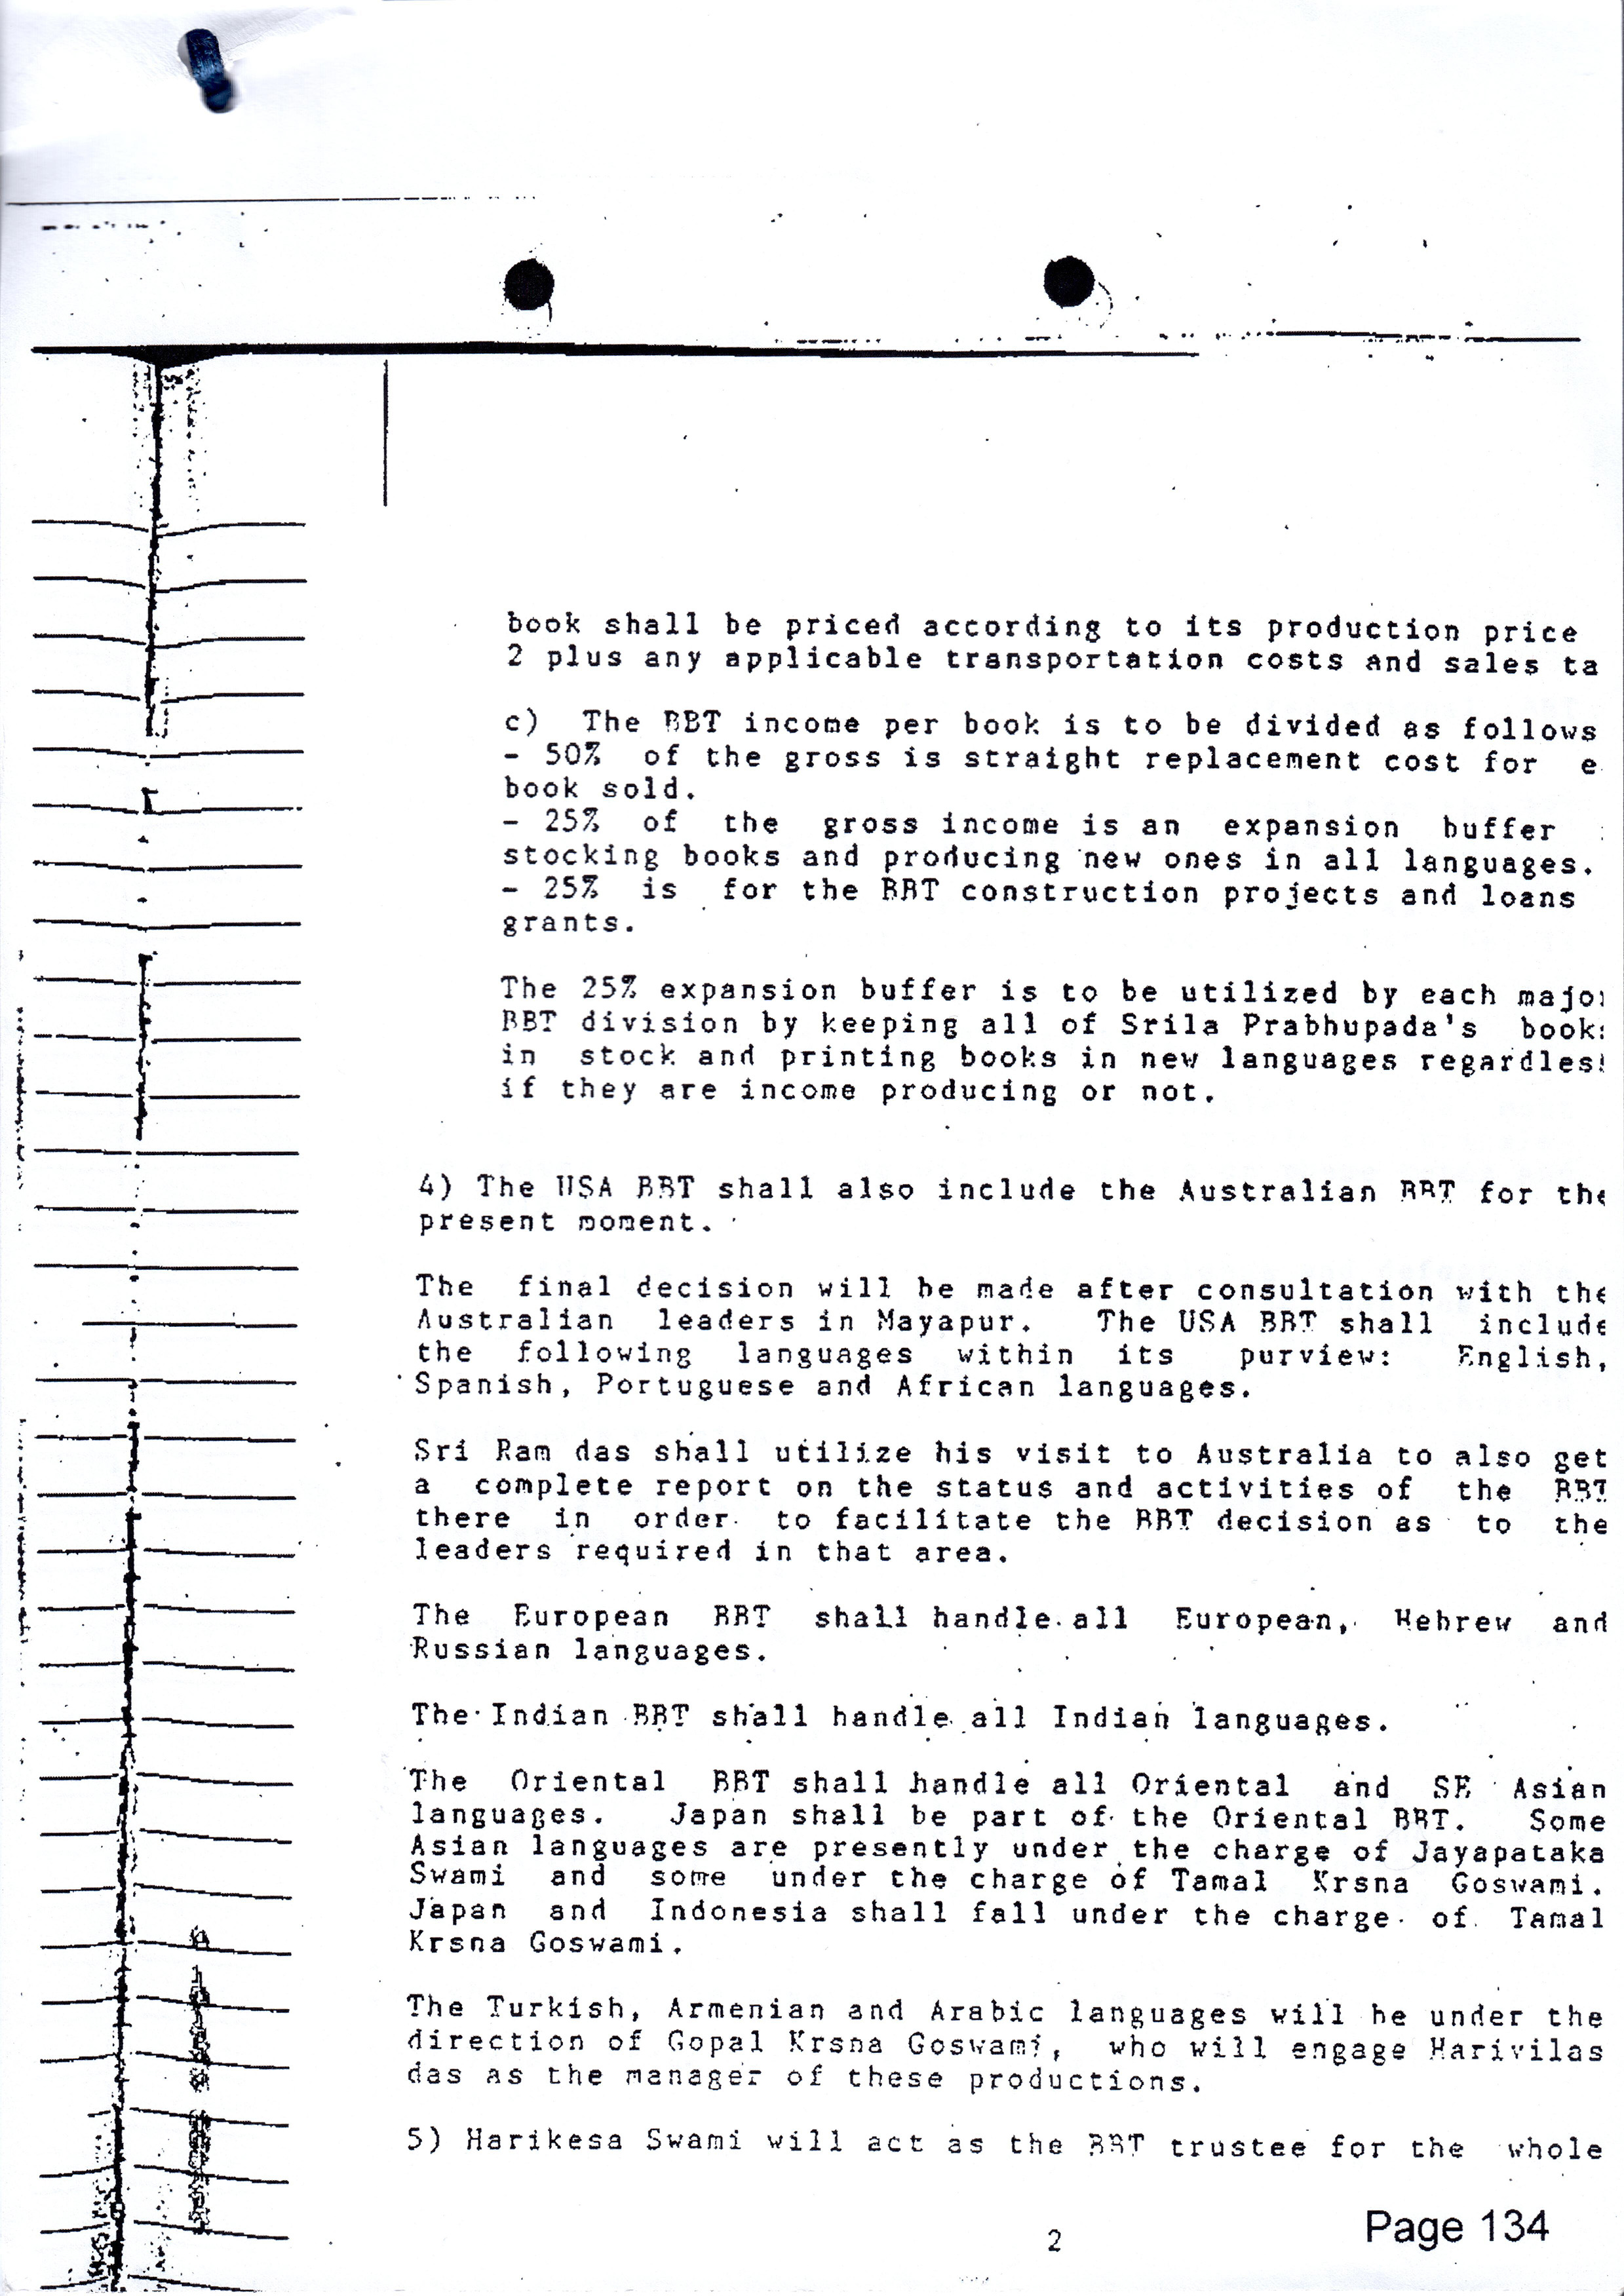 book shall be priced according to its production price
2 plus any applicable transportation costs and sales ta
c) The BBT income per book is to be divided as follows
- 50% of the gross is straight replacement cost for e
book sold.
- 25% of the gross income is an expansion buffer
stocking books and producing new ones in all languages.
- 25% is for the BBT construction projects and loans
grants.
The 25% expansion buffer is to be utilized by each major
BBT division by keeping all of Srila Prabhupada's books
in stock and printing books in new languages regardless
if they are income producing or not.
4) The USA BBT shall also include the Australian BBT for the
present moment.
The final decision will be made after consultation with the
Australian leaders in Mayapur. The USA BBT shall include
the following languages within its purview: English,
Spanish, Portuguese and African languages.
Sri Ram das shall utilize his visit to Australia to also get
a complete report on the status and activities of the BBT
there in order to facilitate the BBT decision as to the
leaders required in that area.
The European BBT shall handle all European, Hebrew and
Russian languages.
The Indian BBT shall handle all Indian languages.
The Oriental BBT shall handle all Oriental and SE Asian
languages. Japan shall be part of the Oriental BBT. Some
Asian languages are presently under the charge of Jayapataka
Swami and some under the charge of Tamal Krsna Goswami.
Japan and Indonesia shall fall under the charge of Tamal
Krsna Goswami.
The Turkish, Armenian and Arabic languages will be under the
direction of Gopal Krsna Goswami, who will engage Harivilas
das as the manager of these productions.
5) Harikesa Swami will act as the BBT trustee for the whole
2
Page 134